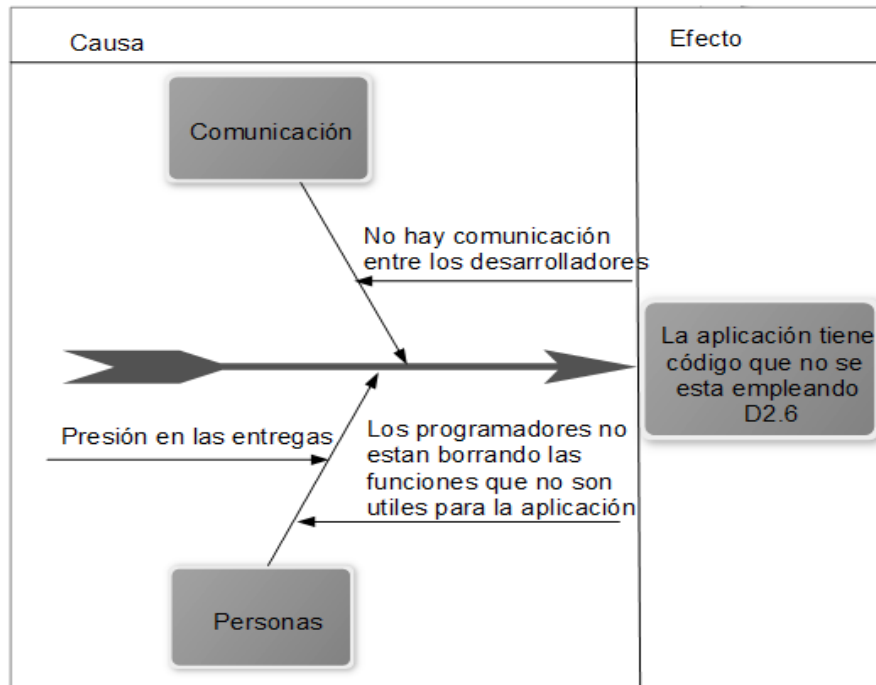 Causa
Efecto
Comunicación
No hay comunicación
entre los desarrolladores
La aplicación tiene
código que no se
esta empleando
D2.6
Presión en las entregas
Los programadores no
estan borrando las
funciones que no son
utiles para la aplicación
Personas